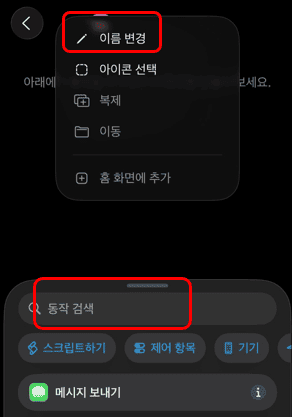 이름 변경
아이콘 선택
아래에
보세요.
복제
이동
홈 화면에 추가
동작 검색
스크립트하기
제어 항목
기기
메시지 보내기